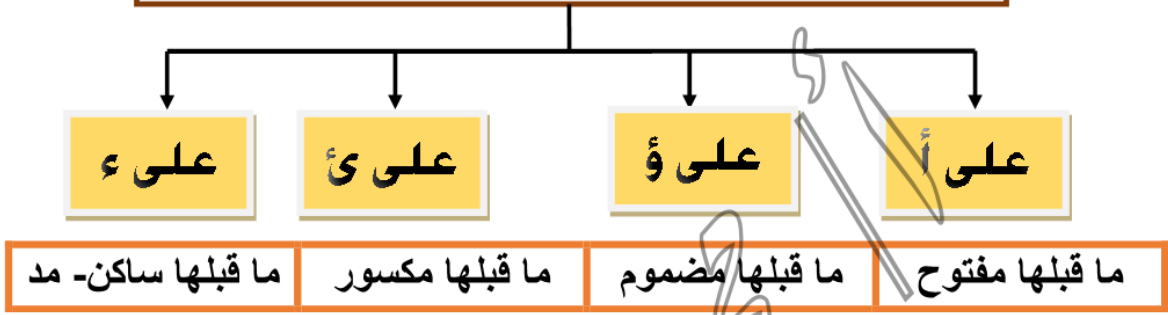 على أ على ؤ على ئ على ء
ما قبلها مفتوح ما قبلها مضموم ما قبلها مكسور ما قبلها ساكن- مد